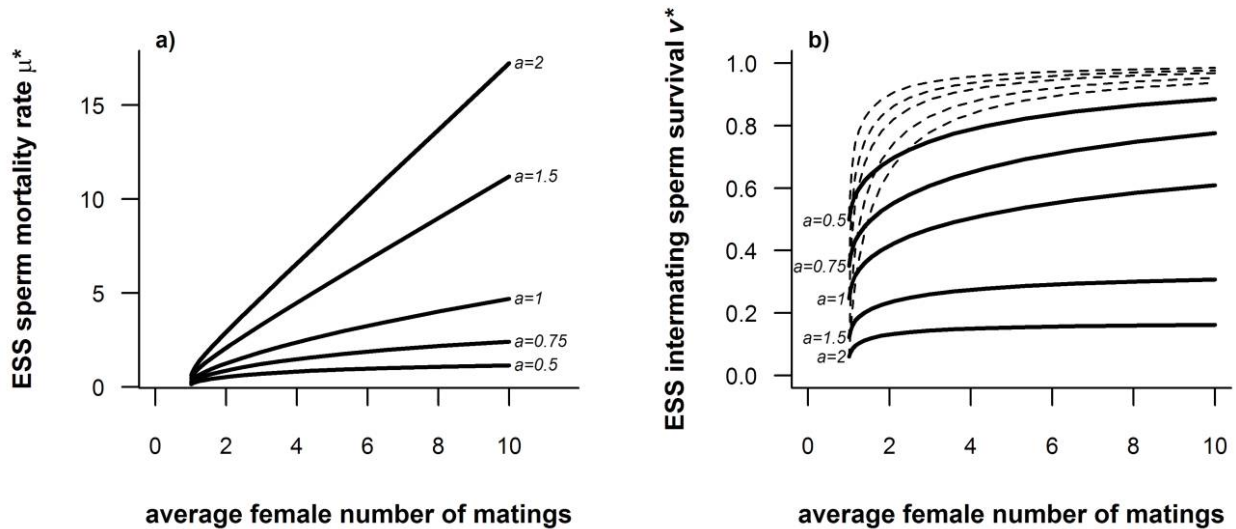 a)
ESS sperm mortality rate μ*
15
10
5
0
a=2
a=1.5
a=1
a=0.75
a=0.5
0 2 4 6 8 10
average female number of matings
b)
ESS intermating sperm survival v*
1.0
0.8
0.6
0.4
0.2
0.0
a=0.5
a=0.75
a=1
a=1.5
a=2
0 2 4 6 8 10
average female number of matings